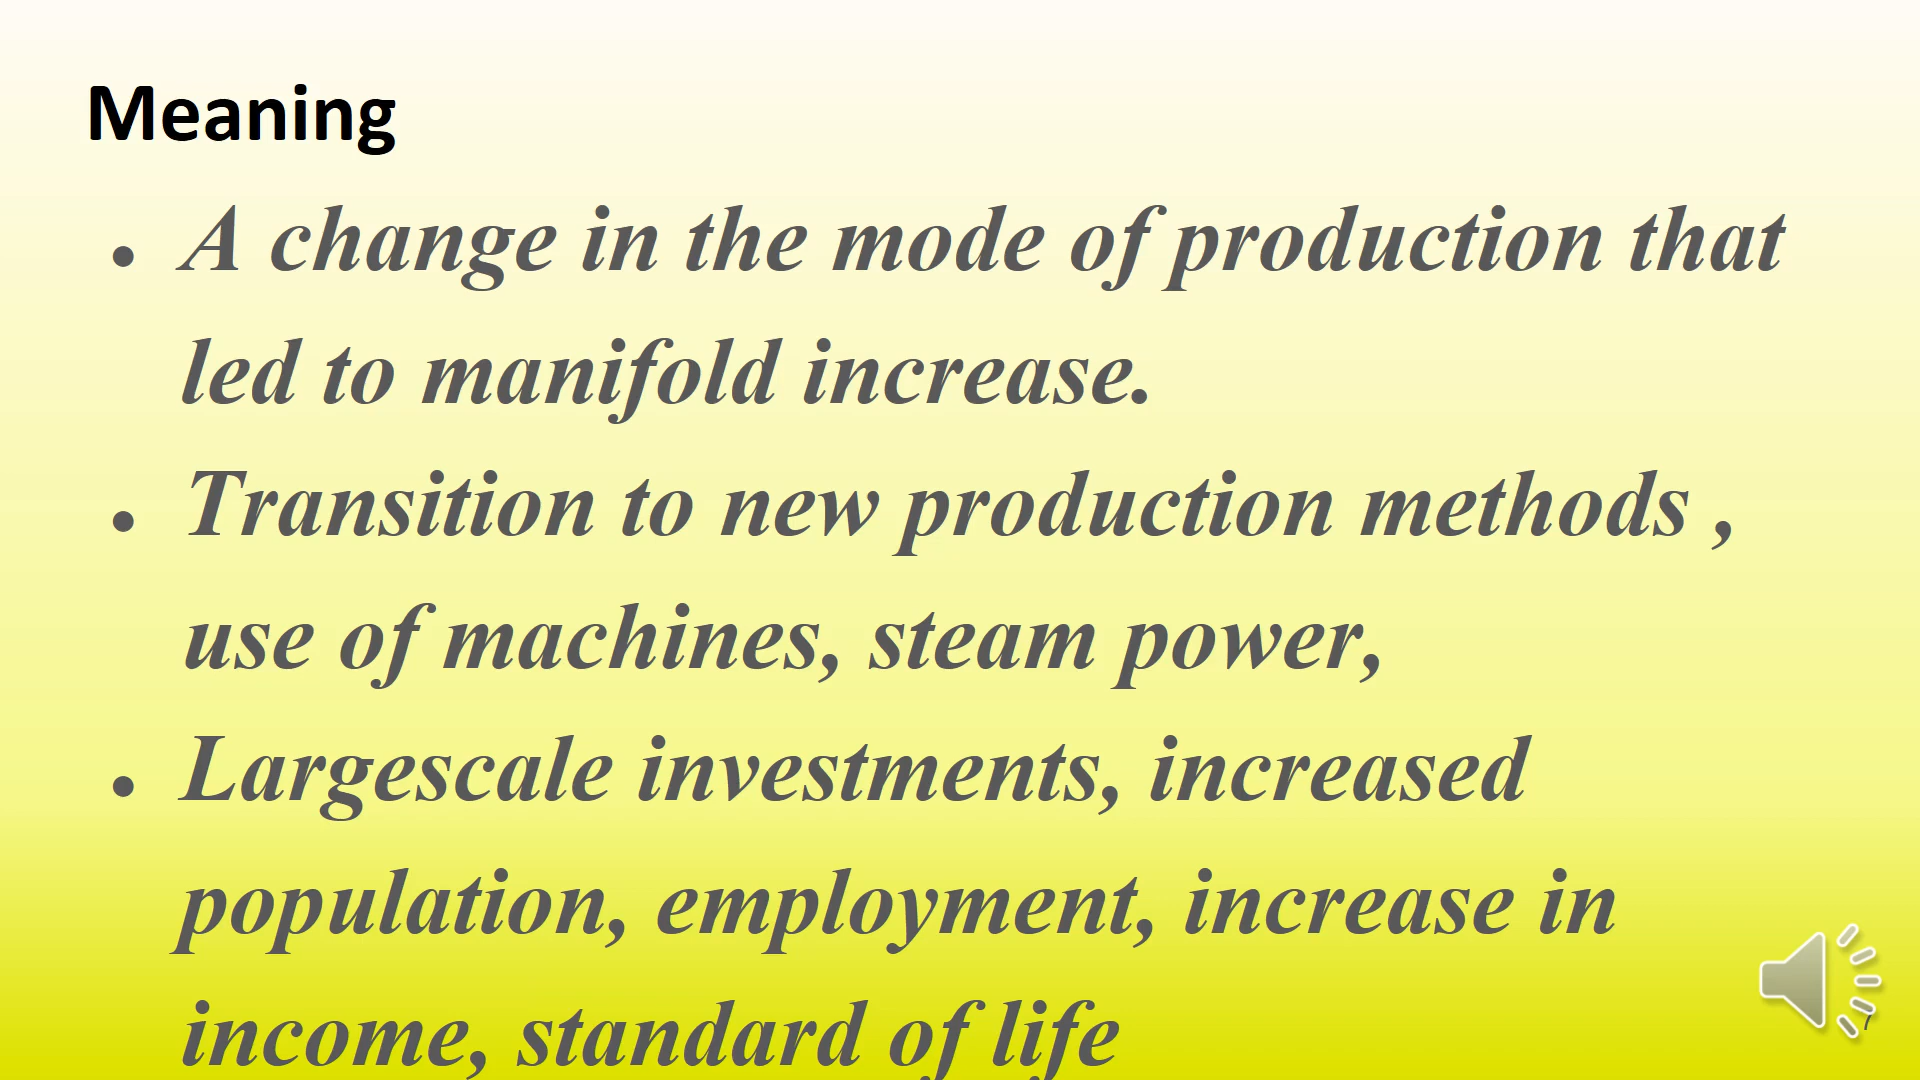 Meaning
• A change in the mode of production that
led to manifold increase.
• Transition to new production methods ,
use of machines, steam power,
• Largescale investments, increased
population, employment, increase in
income, standard of life
7